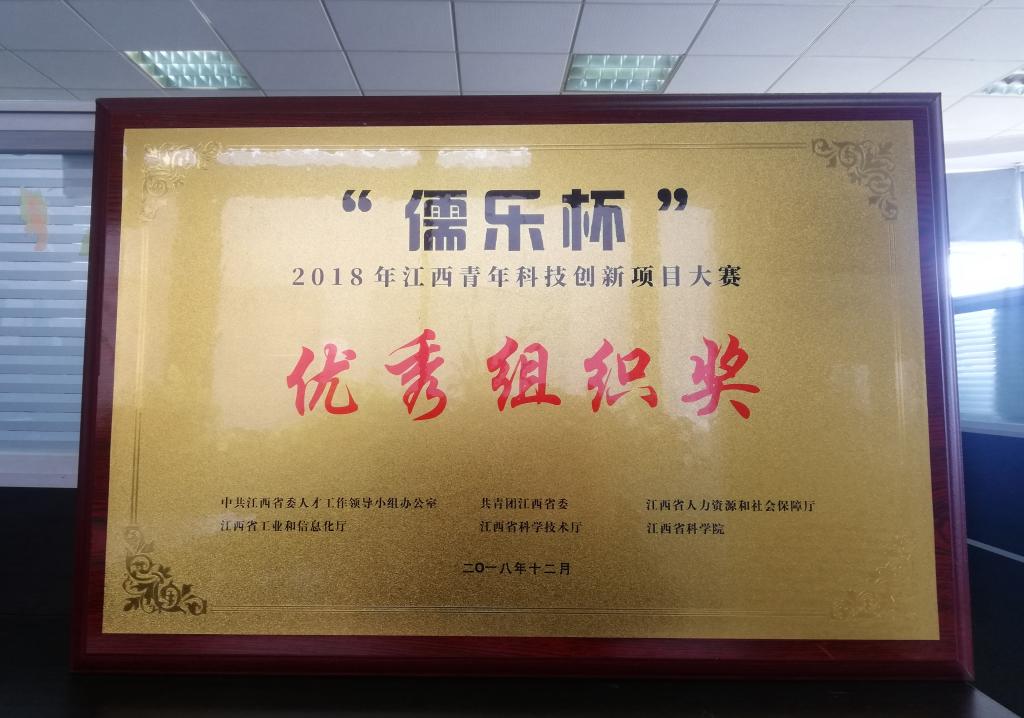 “儒乐杯”
2018年江西青年科技创新项目大赛
优秀组织奖
中共江西省委人才工作领导小组办公室 共青团江西省委 江西省人力资源和社会保障厅
江西省工业和信息化厅 江西省科学技术厅 江西省科学院
二O一八年十二月